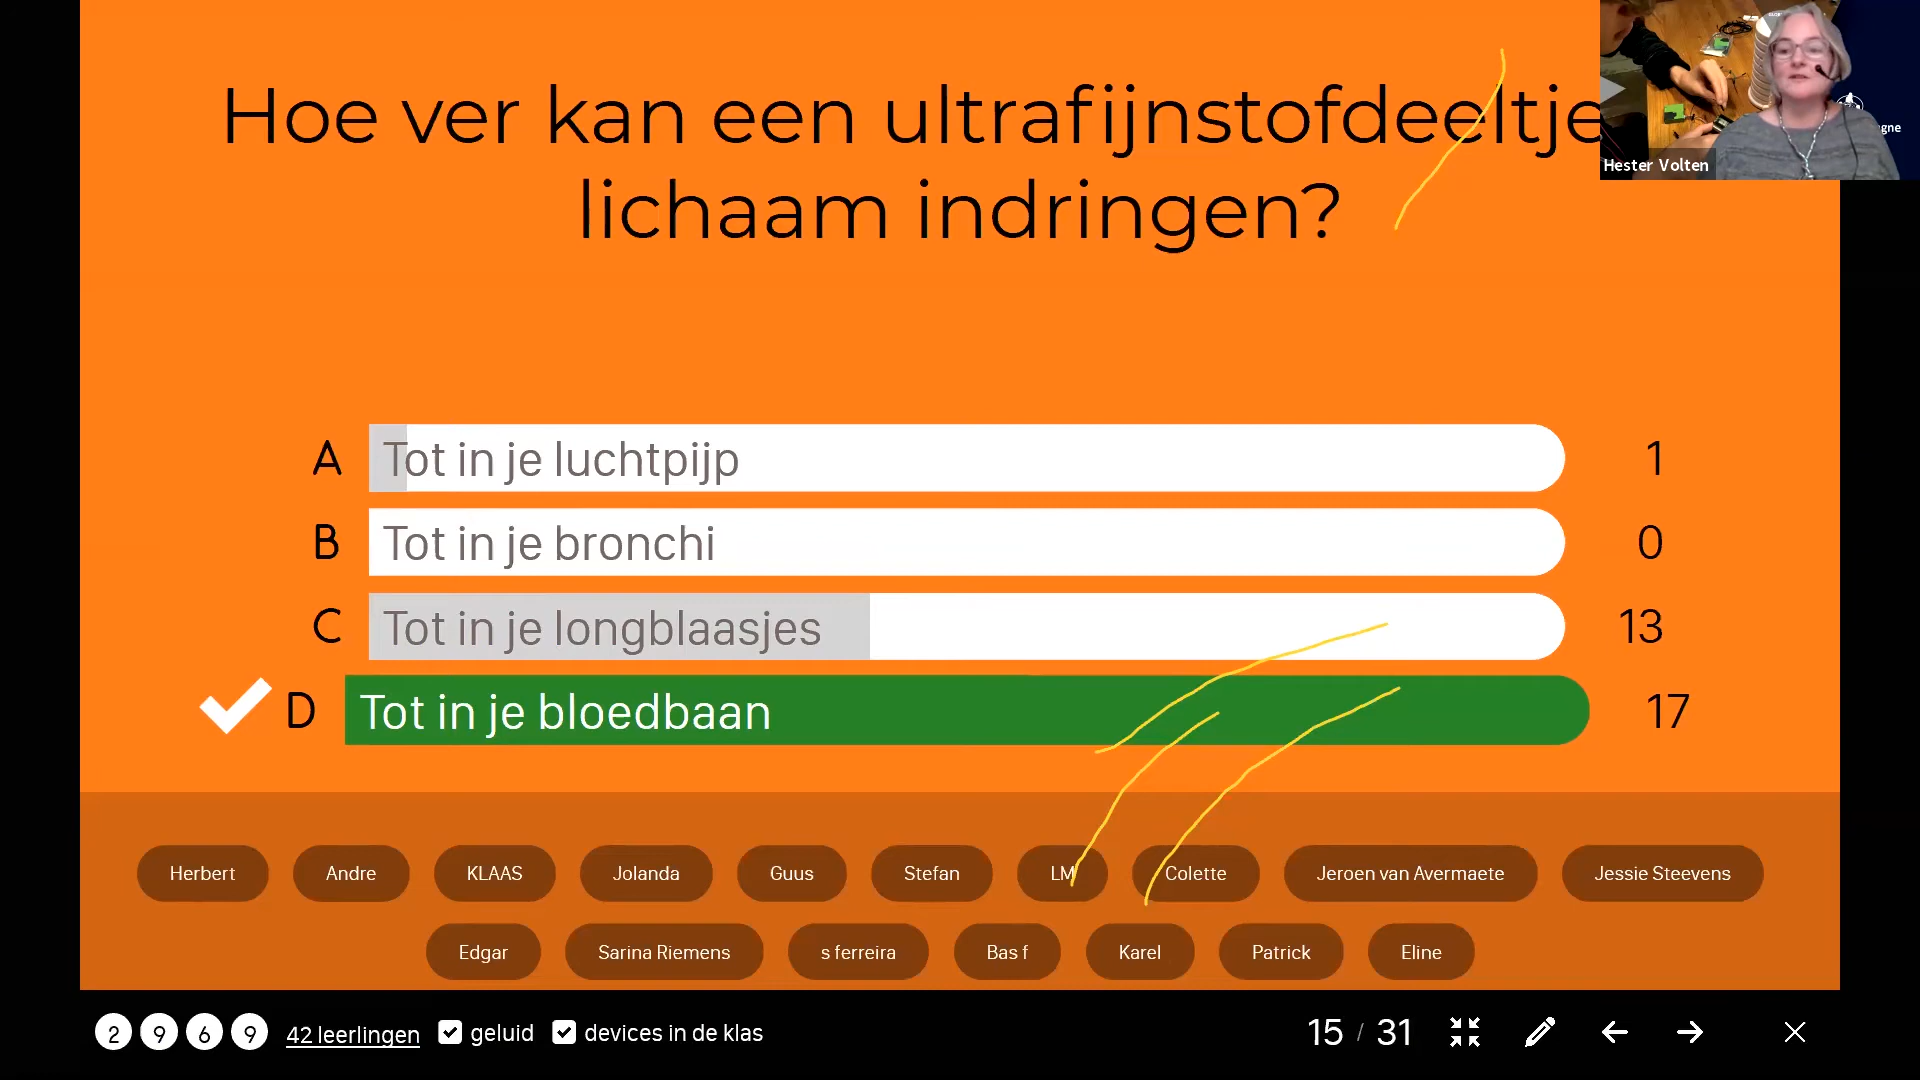 Hoe ver kan een ultrafijnstofdeeltje
lichaam indringen?
Hester Volten
A Tot in je luchtpijp 1
B Tot in je bronchi 0
C Tot in je longblaasjes 13
D Tot in je bloedbaan 17
Herbert Andre KLAAS Jolanda Guus Stefan LM Colette Jeroen van Avermaete Jessie Steevens
Edgar Sarina Riemens s ferreira Bas f Karel Patrick Eline
2 9 6 9 42 leerlingen geluid devices in de klas 15 / 31